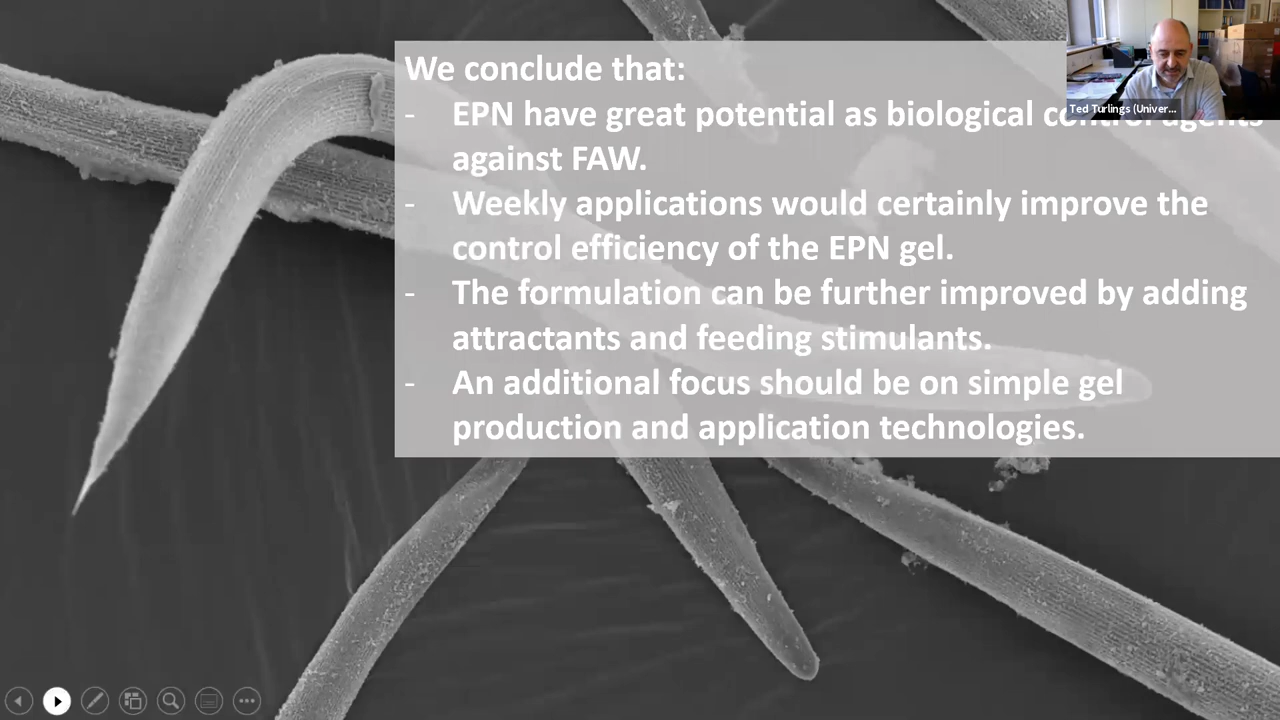 We conclude that:
- EPN have great potential as biological control agents
against FAW.
- Weekly applications would certainly improve the
control efficiency of the EPN gel.
- The formulation can be further improved by adding
attractants and feeding stimulants.
- An additional focus should be on simple gel
production and application technologies.
Ted Turlings (Univer...